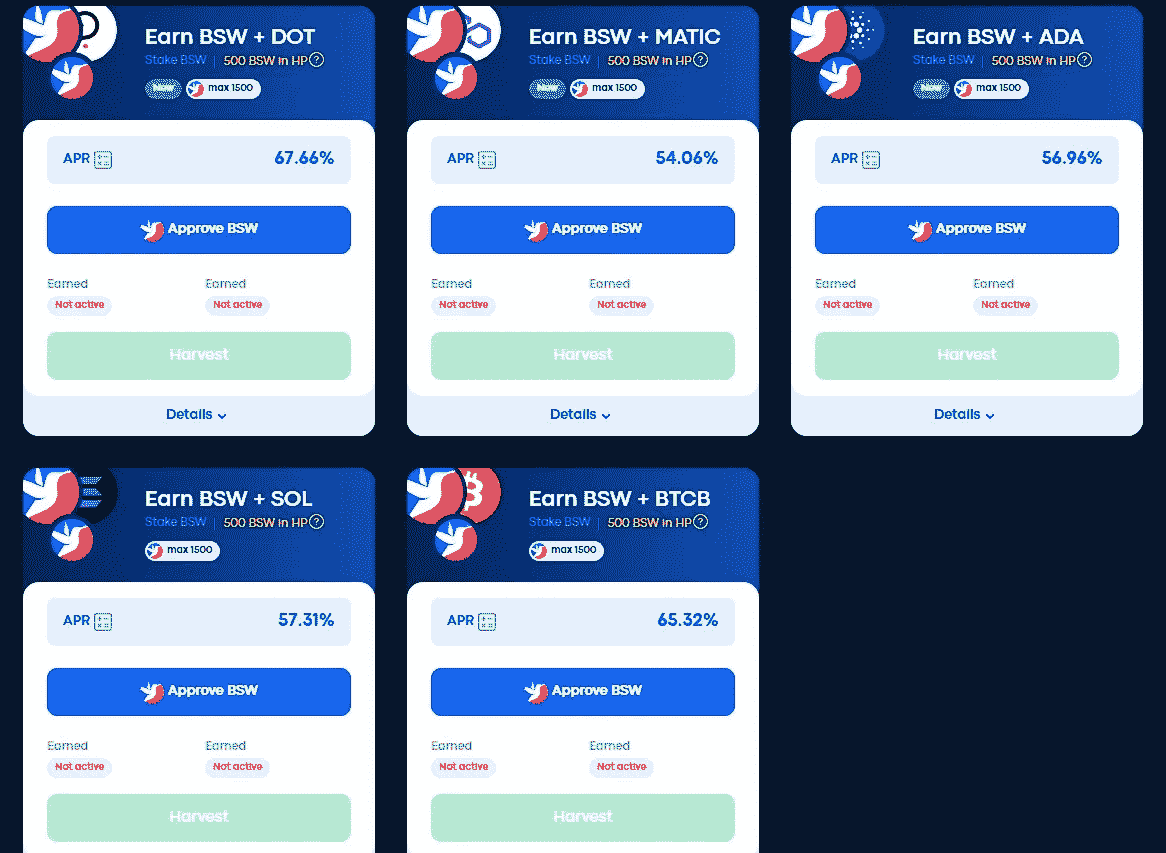 Earn BSW + DOT
Stake BSW | 500 BSW in HP ?
New max 1500
APR 67.66%
Approve BSW
Earned Earned
Not active Not active
Harvest
Details
Earn BSW + MATIC
Stake BSW | 500 BSW in HP ?
New max 1500
APR 54.06%
Approve BSW
Earned Earned
Not active Not active
Harvest
Details
Earn BSW + ADA
Stake BSW | 500 BSW in HP ?
New max 1500
APR 56.96%
Approve BSW
Earned Earned
Not active Not active
Harvest
Details
Earn BSW + SOL
Stake BSW | 500 BSW in HP ?
max 1500
APR 57.31%
Approve BSW
Earned Earned
Not active Not active
Harvest
Earn BSW + BTCB
Stake BSW | 500 BSW in HP ?
max 1500
APR 65.32%
Approve BSW
Earned Earned
Not active Not active
Harvest